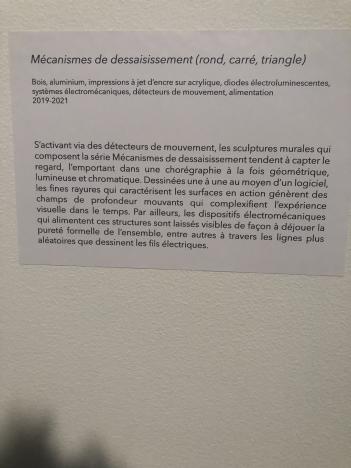 Mécanismes de dessaisissement (rond, carré, triangle)
Bois, aluminium, impressions à jet d'encre sur acrylique, diodes électroluminescentes,
systèmes électromécaniques, détecteurs de mouvement, alimentation
2019-2021
S'activant via des détecteurs de mouvement, les sculptures murales qui
composent la série Mécanismes de dessaisissement tendent à capter le
regard, l'emportant dans une chorégraphie à la fois géométrique,
lumineuse et chromatique. Dessinées une à une au moyen d'un logiciel,
les fines rayures qui caractérisent les surfaces en action génèrent des
champs de profondeur mouvants qui complexifient l'expérience
visuelle dans le temps. Par ailleurs, les dispositifs électromécaniques
qui alimentent ces structures sont laissés visibles de façon à déjouer la
pureté formelle de l'ensemble, entre autres à travers les lignes plus
aléatoires que dessinent les fils électriques.